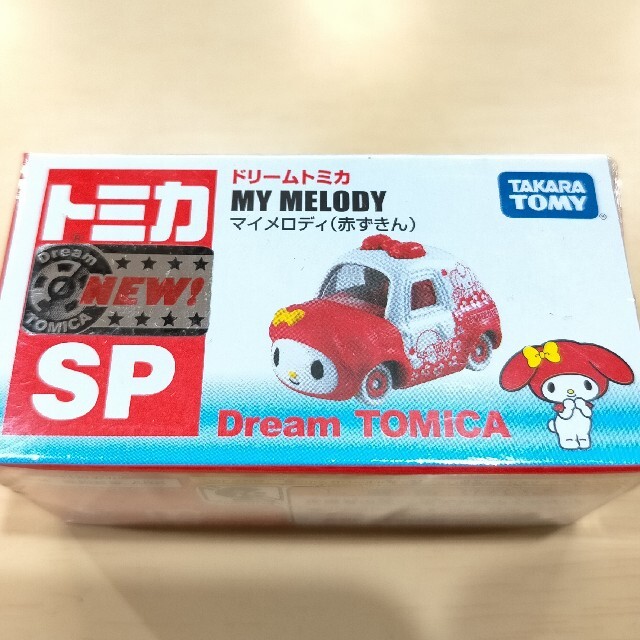 トミカ
Dream
NEW!
TOMICA
SP
ドリームトミカ
MY MELODY
マイメロディ(赤ずきん)
TAKARA
TOMY
®
Dream TOMiCA